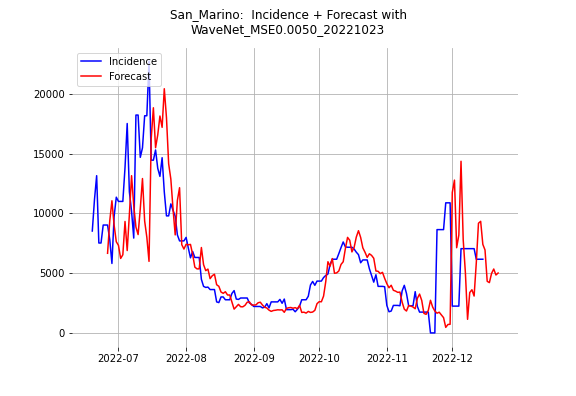 San_Marino:  Incidence + Forecast with
WaveNet_MSE0.0050_20221023
Incidence
Forecast
20000
15000
10000
5000
0
2022-07 2022-08 2022-09 2022-10 2022-11 2022-12